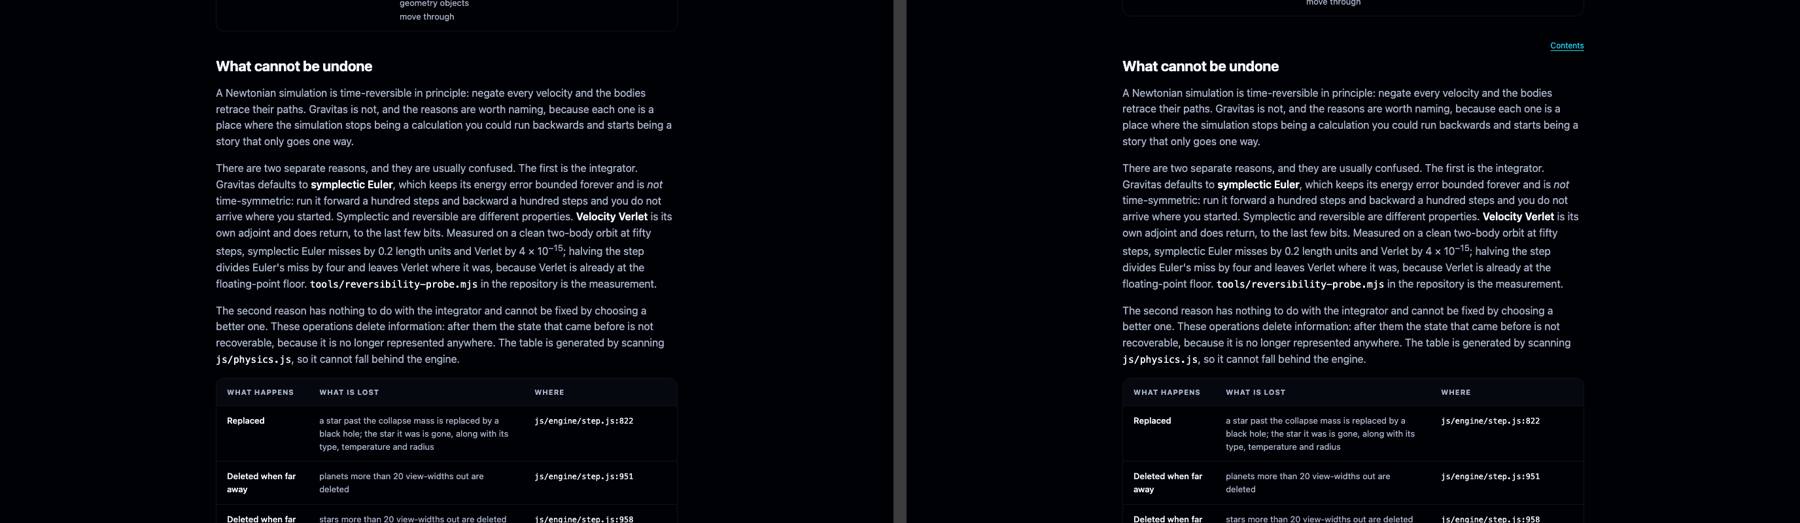 geometry objects
move through
What cannot be undone
A Newtonian simulation is time-reversible in principle: negate every velocity and the bodies
retrace their paths. Gravitas is not, and the reasons are worth naming, because each one is a
place where the simulation stops being a calculation you could run backwards and starts being a
story that only goes one way.
There are two separate reasons, and they are usually confused. The first is the integrator.
Gravitas defaults to symplectic Euler, which keeps its energy error bounded forever and is not
time-symmetric: run it forward a hundred steps and backward a hundred steps and you do not
arrive where you started. Symplectic and reversible are different properties. Velocity Verlet is its
own adjoint and does return, to the last few bits. Measured on a clean two-body orbit at fifty
steps, symplectic Euler misses by 0.2 length units and Verlet by 4 × 10⁻¹⁵; halving the step
divides Euler's miss by four and leaves Verlet where it was, because Verlet is already at the
floating-point floor. tools/reversibility-probe.mjs in the repository is the measurement.
The second reason has nothing to do with the integrator and cannot be fixed by choosing a
better one. These operations delete information: after them the state that came before is not
recoverable, because it is no longer represented anywhere. The table is generated by scanning
js/physics.js, so it cannot fall behind the engine.
WHAT HAPPENS WHAT IS LOST WHERE
Replaced a star past the collapse mass is replaced by a js/engine/step.js:822
black hole; the star it was is gone, along with its
type, temperature and radius
Deleted when far planets more than 20 view-widths out are js/engine/step.js:951
away deleted
Deleted when far stars more than 20 view-widths out are deleted js/engine/step.js:958
move through
Contents
What cannot be undone
A Newtonian simulation is time-reversible in principle: negate every velocity and the bodies
retrace their paths. Gravitas is not, and the reasons are worth naming, because each one is a
place where the simulation stops being a calculation you could run backwards and starts being a
story that only goes one way.
There are two separate reasons, and they are usually confused. The first is the integrator.
Gravitas defaults to symplectic Euler, which keeps its energy error bounded forever and is not
time-symmetric: run it forward a hundred steps and backward a hundred steps and you do not
arrive where you started. Symplectic and reversible are different properties. Velocity Verlet is its
own adjoint and does return, to the last few bits. Measured on a clean two-body orbit at fifty
steps, symplectic Euler misses by 0.2 length units and Verlet by 4 × 10⁻¹⁵; halving the step
divides Euler's miss by four and leaves Verlet where it was, because Verlet is already at the
floating-point floor. tools/reversibility-probe.mjs in the repository is the measurement.
The second reason has nothing to do with the integrator and cannot be fixed by choosing a
better one. These operations delete information: after them the state that came before is not
recoverable, because it is no longer represented anywhere. The table is generated by scanning
js/physics.js, so it cannot fall behind the engine.
WHAT HAPPENS WHAT IS LOST WHERE
Replaced a star past the collapse mass is replaced by a js/engine/step.js:822
black hole; the star it was is gone, along with its
type, temperature and radius
Deleted when far planets more than 20 view-widths out are js/engine/step.js:951
away deleted
Deleted when far stars more than 20 view-widths out are deleted js/engine/step.js:958